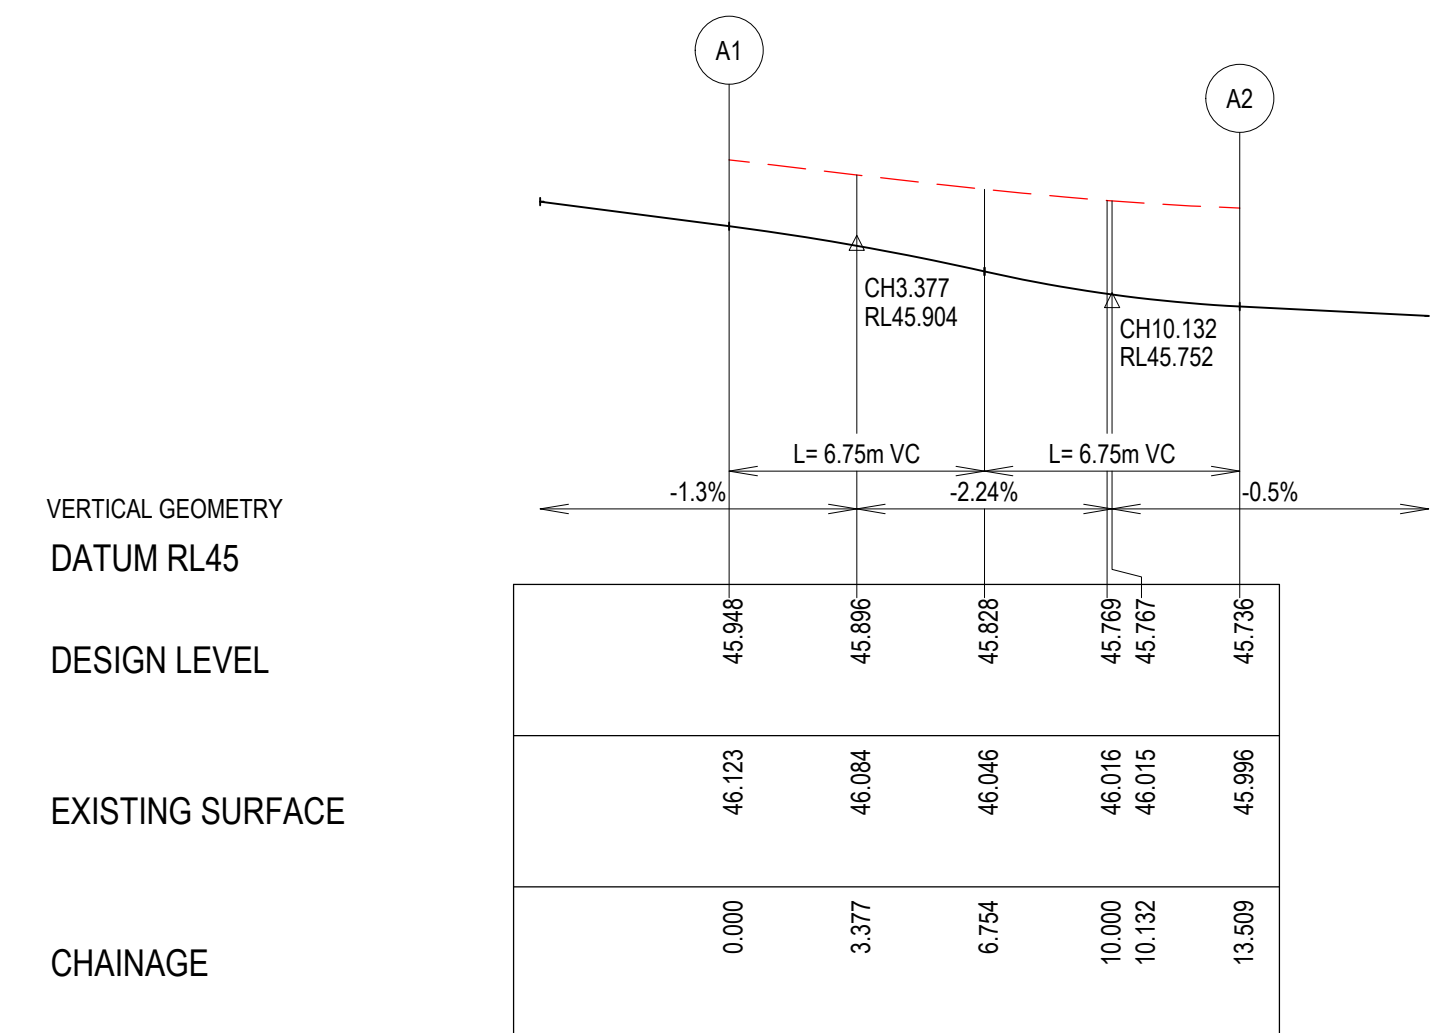 A1
A2
CH3.377
RL45.904
CH10.132
RL45.752
L= 6.75m VC
L= 6.75m VC
-1.3%
-2.24%
-0.5%
VERTICAL GEOMETRY
DATUM RL45
DESIGN LEVEL
45.948
45.896
45.828
45.769
45.767
45.736
EXISTING SURFACE
46.123
46.084
46.046
46.016
46.015
45.996
CHAINAGE
0.000
3.377
6.754
10.000
10.132
13.509